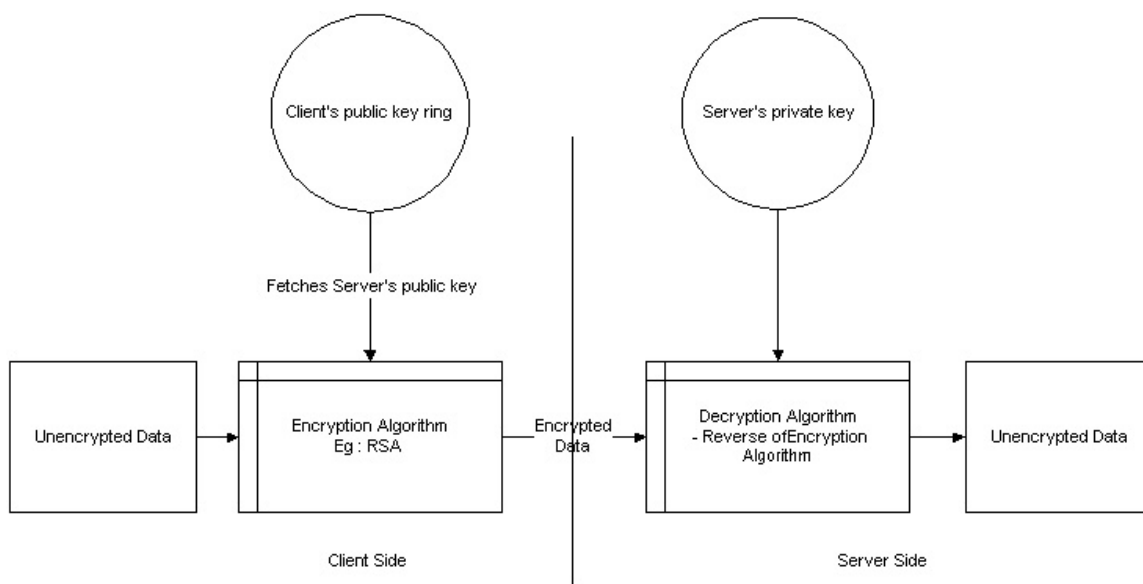 Client's public key ring
Server's private key
Fetches Server's public key
Unencrypted Data
Encryption Algorithm
Eg : RSA
Encrypted
Data
Decryption Algorithm
- Reverse ofEncryption
Algorithm
Unencrypted Data
Client Side
Server Side